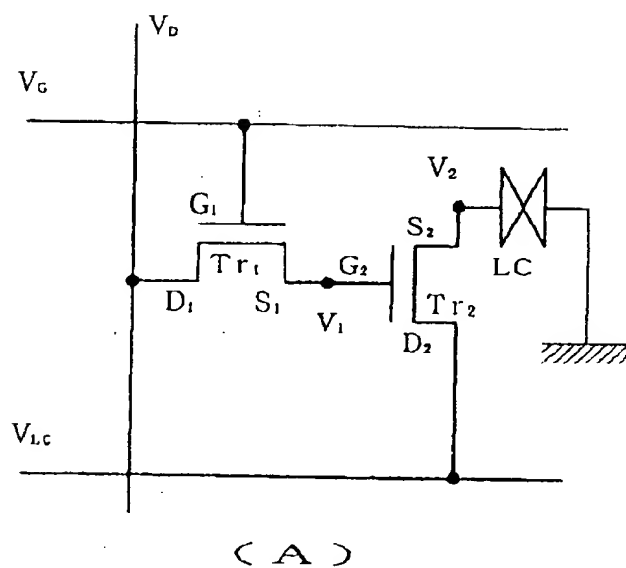 V_D
V_G
V_2
G_1
S_2
LC
Tr_1
G_2
Tr_2
D_1
S_1
V_1
D_2
V_LC
(A)